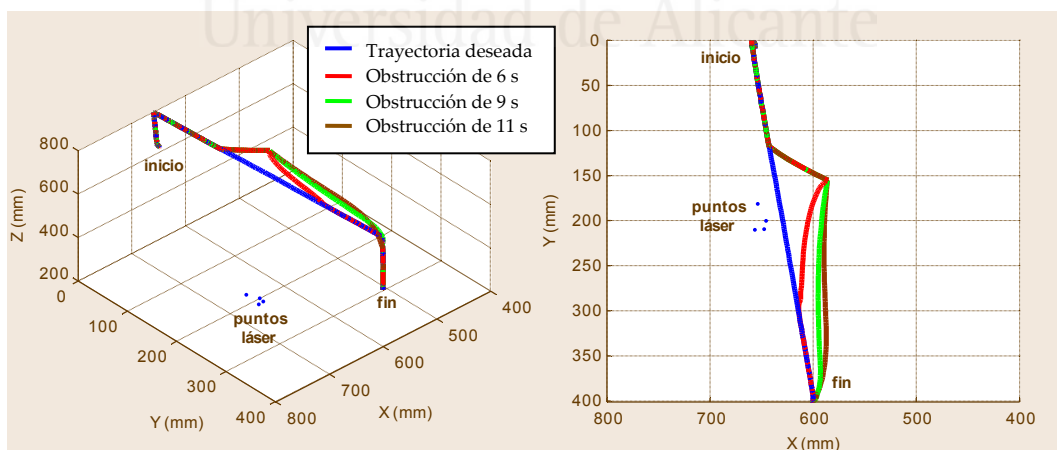 Universidad de Alicante
Trayectoria deseada
Obstrucción de 6 s
Obstrucción de 9 s
Obstrucción de 11 s
800
600
400
200
Z (mm)
0
100
200
300
400
Y (mm)
800
700
600
500
400
X (mm)
inicio
fin
puntos
láser
0
50
100
150
200
250
300
350
400
Y (mm)
800
700
600
500
400
X (mm)
inicio
puntos
láser
fin